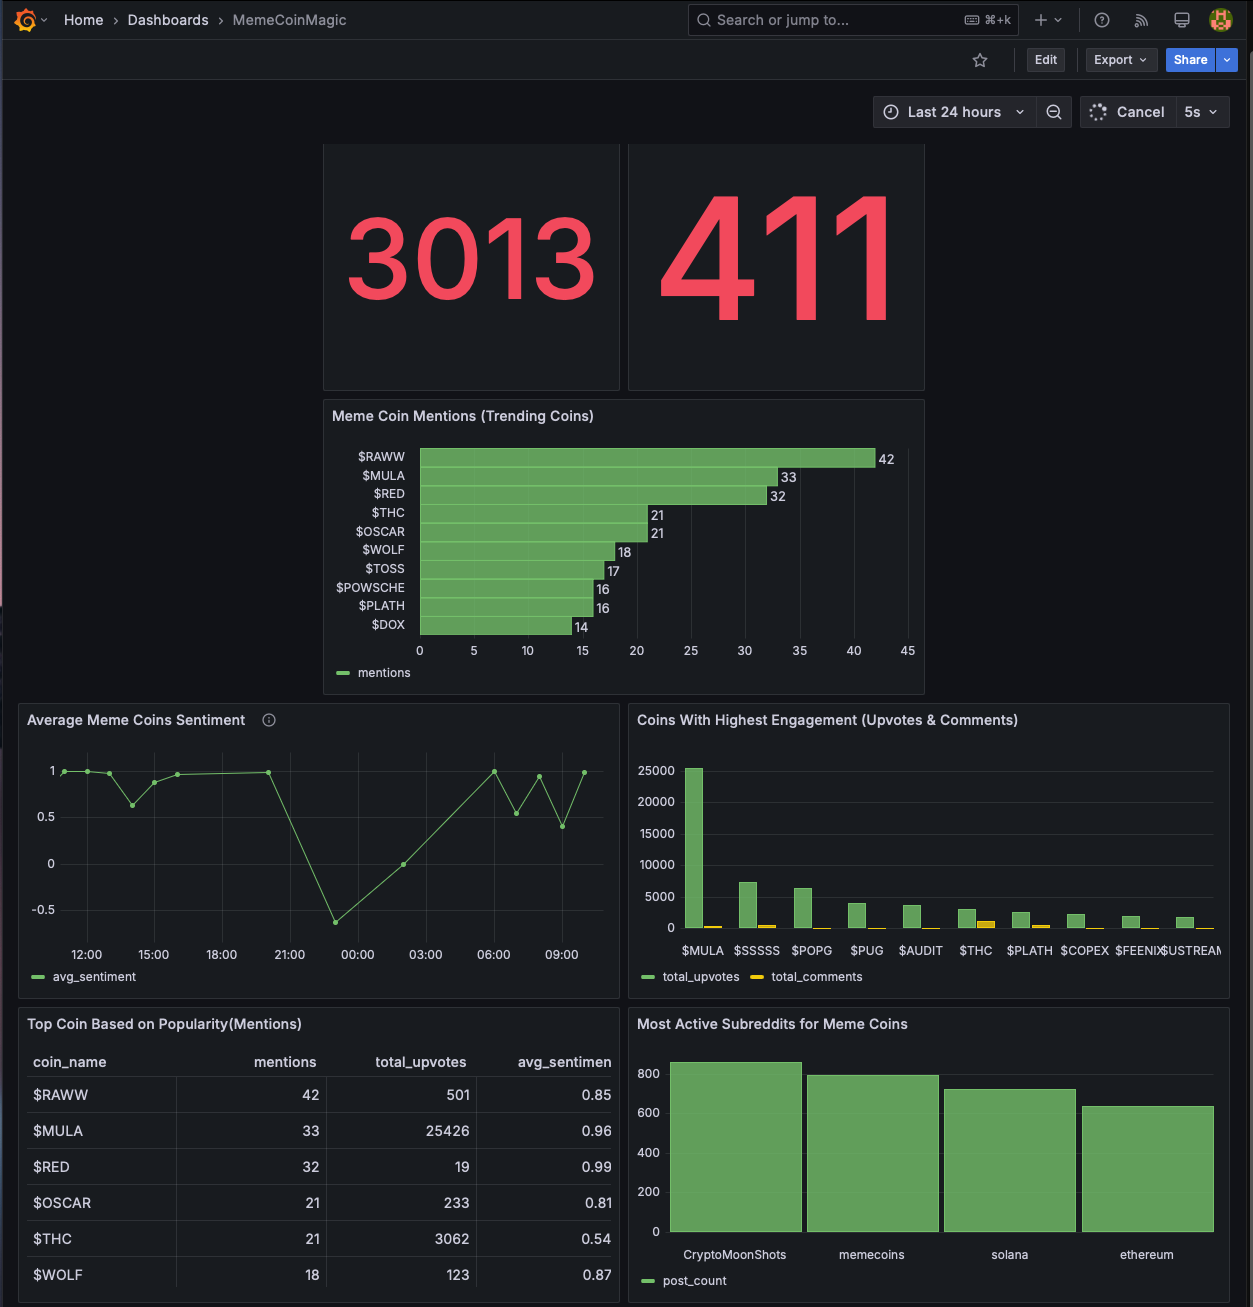 Home › Dashboards › MemeCoinMagic
Search or jump to...
⌘+k
Edit
Export
Share
Last 24 hours
Cancel
5s
3013
411
Meme Coin Mentions (Trending Coins)
$RAWW
42
$MULA
33
$RED
32
$THC
21
$OSCAR
21
$WOLF
18
$TOSS
17
$POWSCHE
16
$PLATH
16
$DOX
14
0 5 10 15 20 25 30 35 40 45
mentions
Average Meme Coins Sentiment
1
0.5
0
-0.5
12:00 15:00 18:00 21:00 00:00 03:00 06:00 09:00
avg_sentiment
Coins With Highest Engagement (Upvotes & Comments)
25000
20000
15000
10000
5000
0
$MULA $SSSSS $POPG $PUG $AUDIT $THC $PLATH $COPEX $FEENIX $USTREAM
total_upvotes total_comments
Top Coin Based on Popularity(Mentions)
coin_name mentions total_upvotes avg_sentimen
$RAWW 42 501 0.85
$MULA 33 25426 0.96
$RED 32 19 0.99
$OSCAR 21 233 0.81
$THC 21 3062 0.54
$WOLF 18 123 0.87
Most Active Subreddits for Meme Coins
800
600
400
200
0
CryptoMoonShots memecoins solana ethereum
post_count